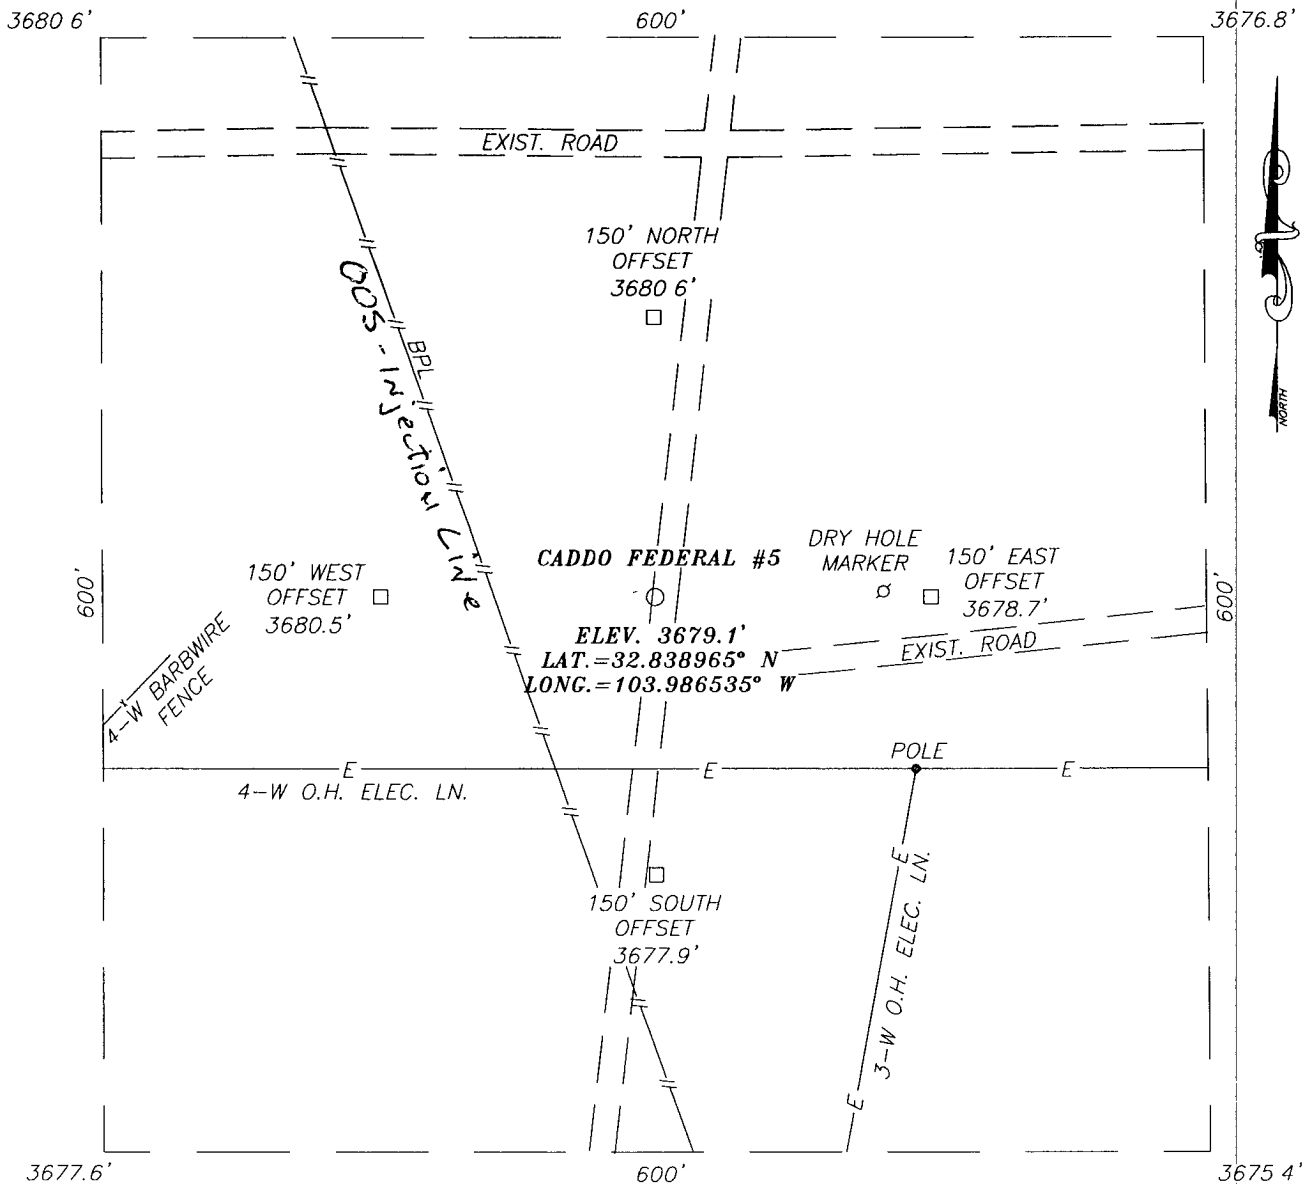 3680 6'
600'
3676.8'
EXIST. ROAD
150' NORTH
OFFSET
3680 6'
NORTH
BPL
OOS - Injection Line
CADDO FEDERAL #5
DRY HOLE
MARKER
150' EAST
OFFSET
3678.7'
150' WEST
OFFSET
3680.5'
600'
600'
ELEV. 3679.1'
LAT.=32.838965° N
LONG.=103.986535° W
EXIST. ROAD
4-W BARBWIRE
FENCE
POLE
E
E
E
4-W O.H. ELEC. LN.
E
3-W O.H. ELEC. LN.
E
150' SOUTH
OFFSET
3677.9'
3677.6'
600'
3675 4'